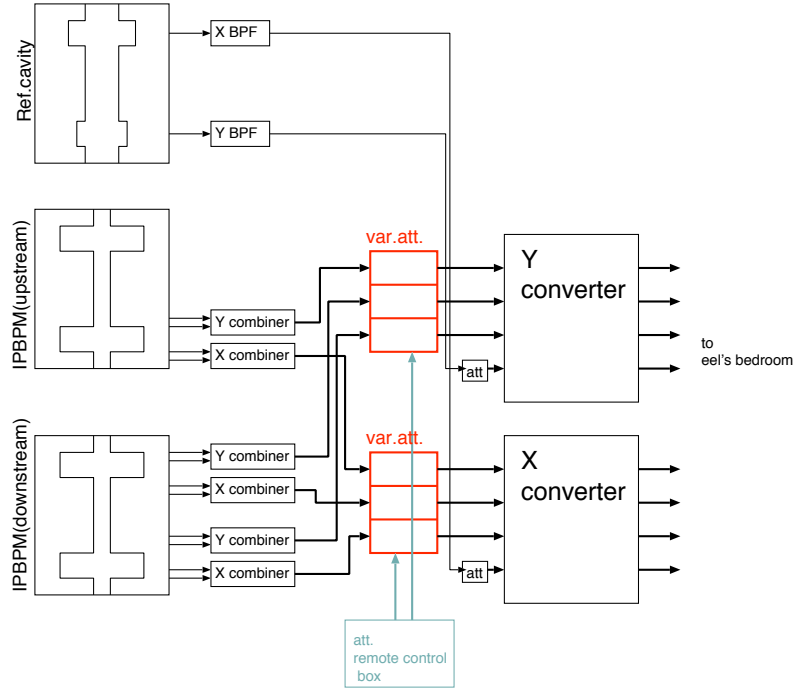 Ref.cavity
X BPF
Y BPF
IPBPM(upstream)
Y combiner
X combiner
IPBPM(downstream)
Y combiner
X combiner
Y combiner
X combiner
var.att.
var.att.
att
att
Y
converter
X
converter
to
eel's bedroom
att.
remote control
box